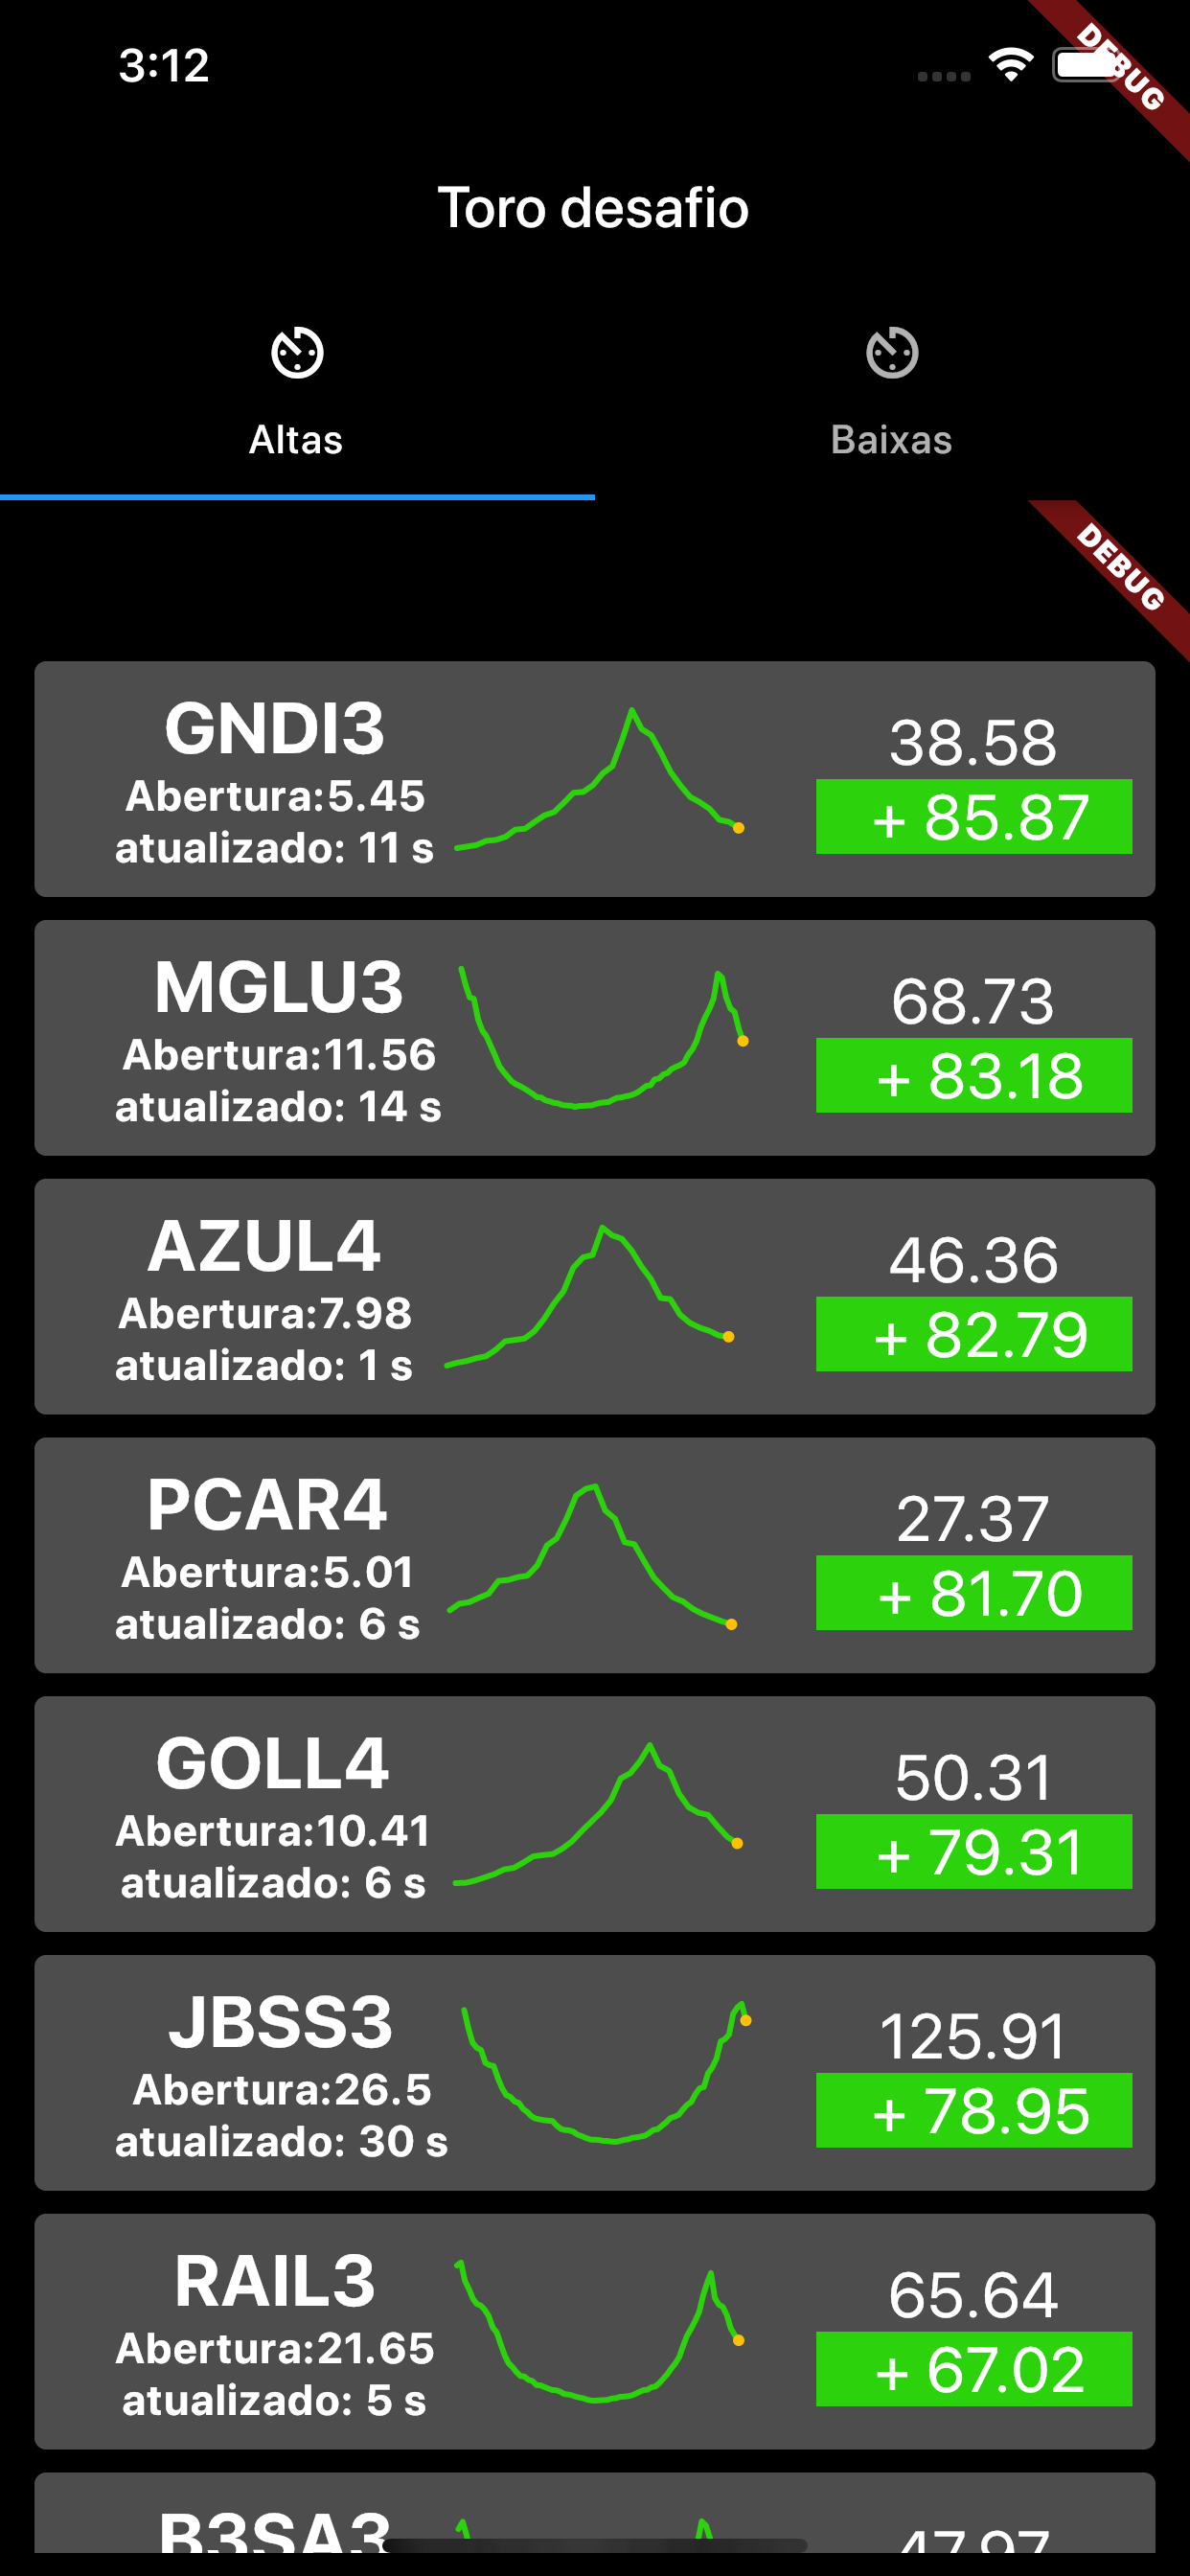 3:12
DEBUG
Toro desafio
Altas
Baixas
DEBUG
GNDI3
Abertura:5.45
atualizado: 11 s
38.58
+ 85.87
MGLU3
Abertura:11.56
atualizado: 14 s
68.73
+ 83.18
AZUL4
Abertura:7.98
atualizado: 1 s
46.36
+ 82.79
PCAR4
Abertura:5.01
atualizado: 6 s
27.37
+ 81.70
GOLL4
Abertura:10.41
atualizado: 6 s
50.31
+ 79.31
JBSS3
Abertura:26.5
atualizado: 30 s
125.91
+ 78.95
RAIL3
Abertura:21.65
atualizado: 5 s
65.64
+ 67.02
B3SA3
47.97